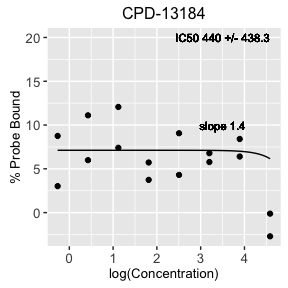 CPD-13184
IC50 440 +/- 438.3
slope 1.4
% Probe Bound
20
15
10
5
0
0 1 2 3 4
log(Concentration)